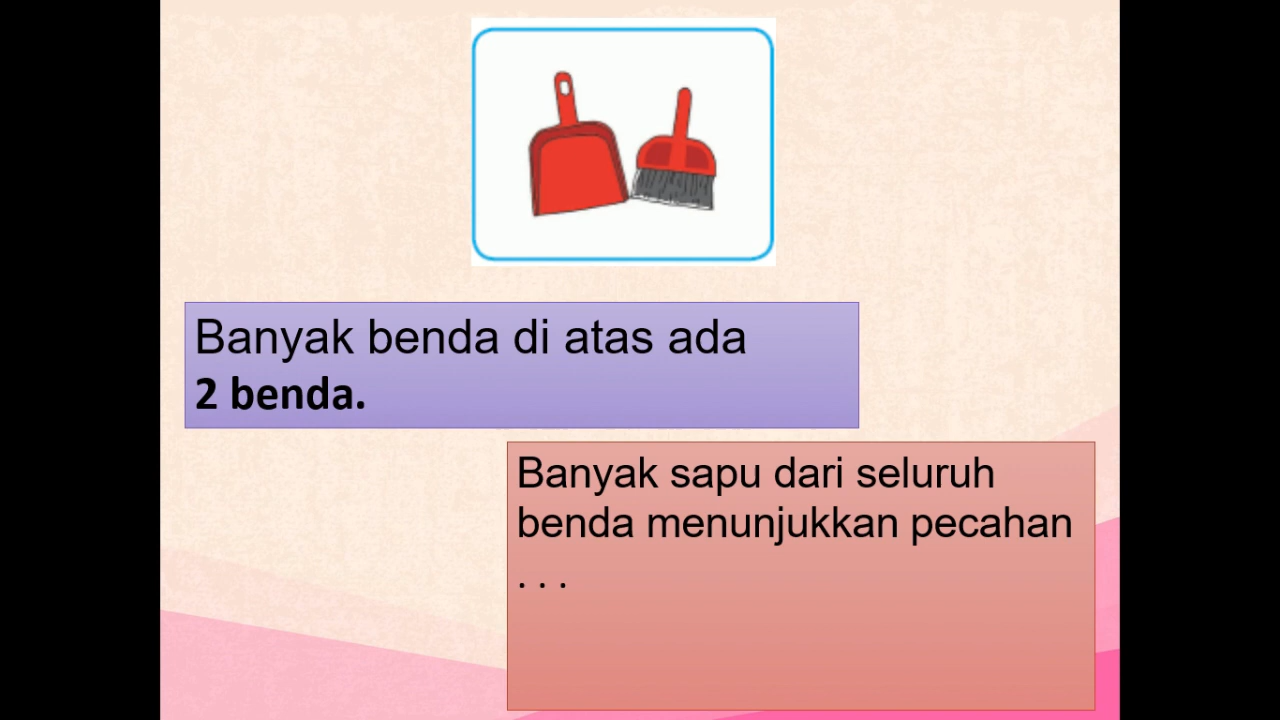 Banyak benda di atas ada
2 benda.
Banyak sapu dari seluruh
benda menunjukkan pecahan
. . .